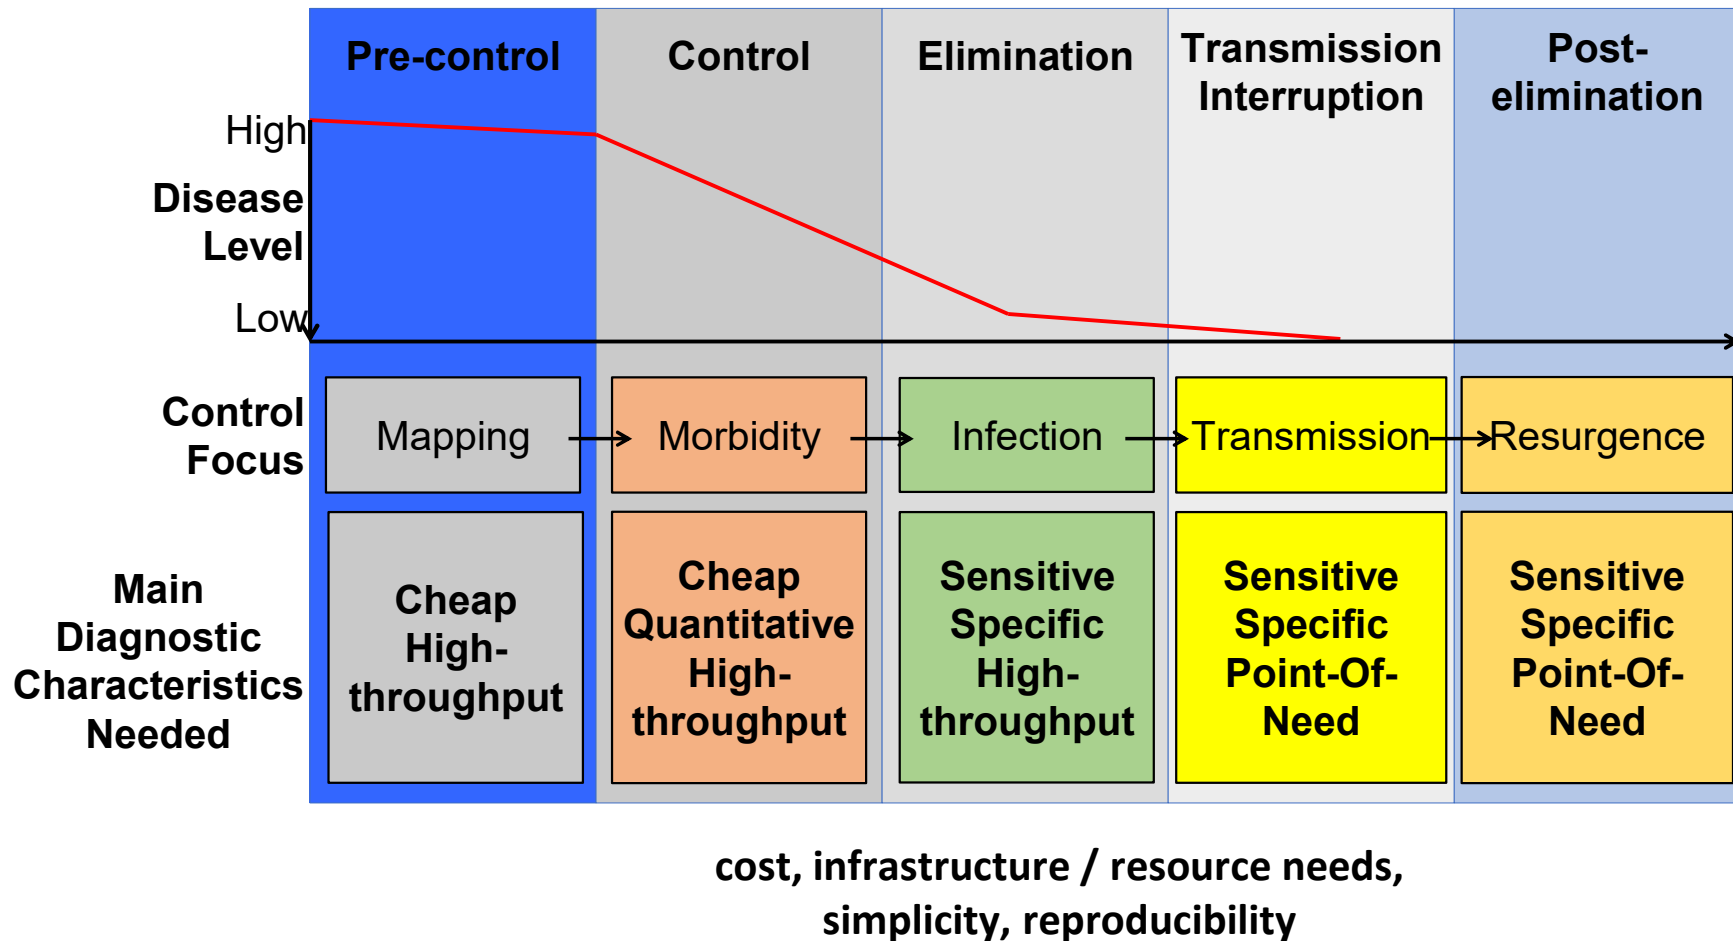 Pre-control
Control
Elimination
Transmission
Interruption
Post-
elimination
High
Disease
Level
Low
Control
Focus
Mapping
Morbidity
Infection
Transmission
Resurgence
Main
Diagnostic
Characteristics
Needed
Cheap
High-
throughput
Cheap
Quantitative
High-
throughput
Sensitive
Specific
High-
throughput
Sensitive
Specific
Point-Of-
Need
Sensitive
Specific
Point-Of-
Need
cost, infrastructure / resource needs,
simplicity, reproducibility